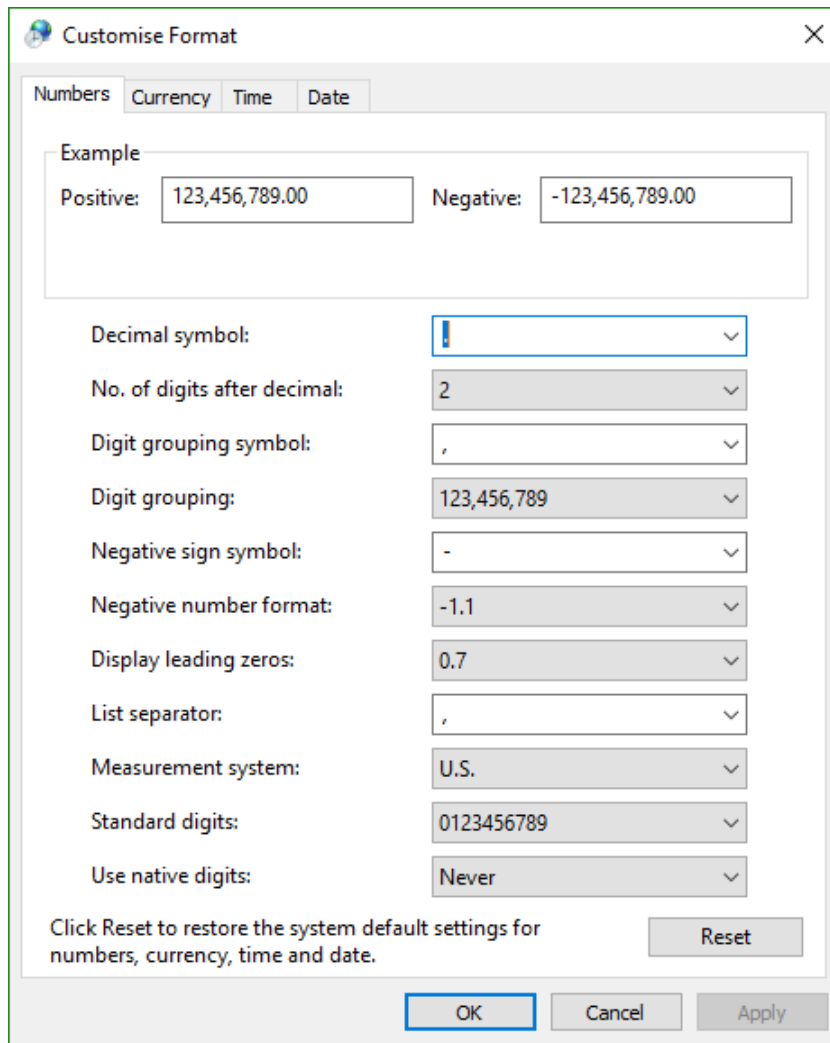 Customise Format
Numbers Currency Time Date
Example
Positive: 123,456,789.00 Negative: -123,456,789.00
Decimal symbol: .
No. of digits after decimal: 2
Digit grouping symbol: ,
Digit grouping: 123,456,789
Negative sign symbol: -
Negative number format: -1.1
Display leading zeros: 0.7
List separator: ,
Measurement system: U.S.
Standard digits: 0123456789
Use native digits: Never
Click Reset to restore the system default settings for
numbers, currency, time and date.
Reset
OK Cancel Apply